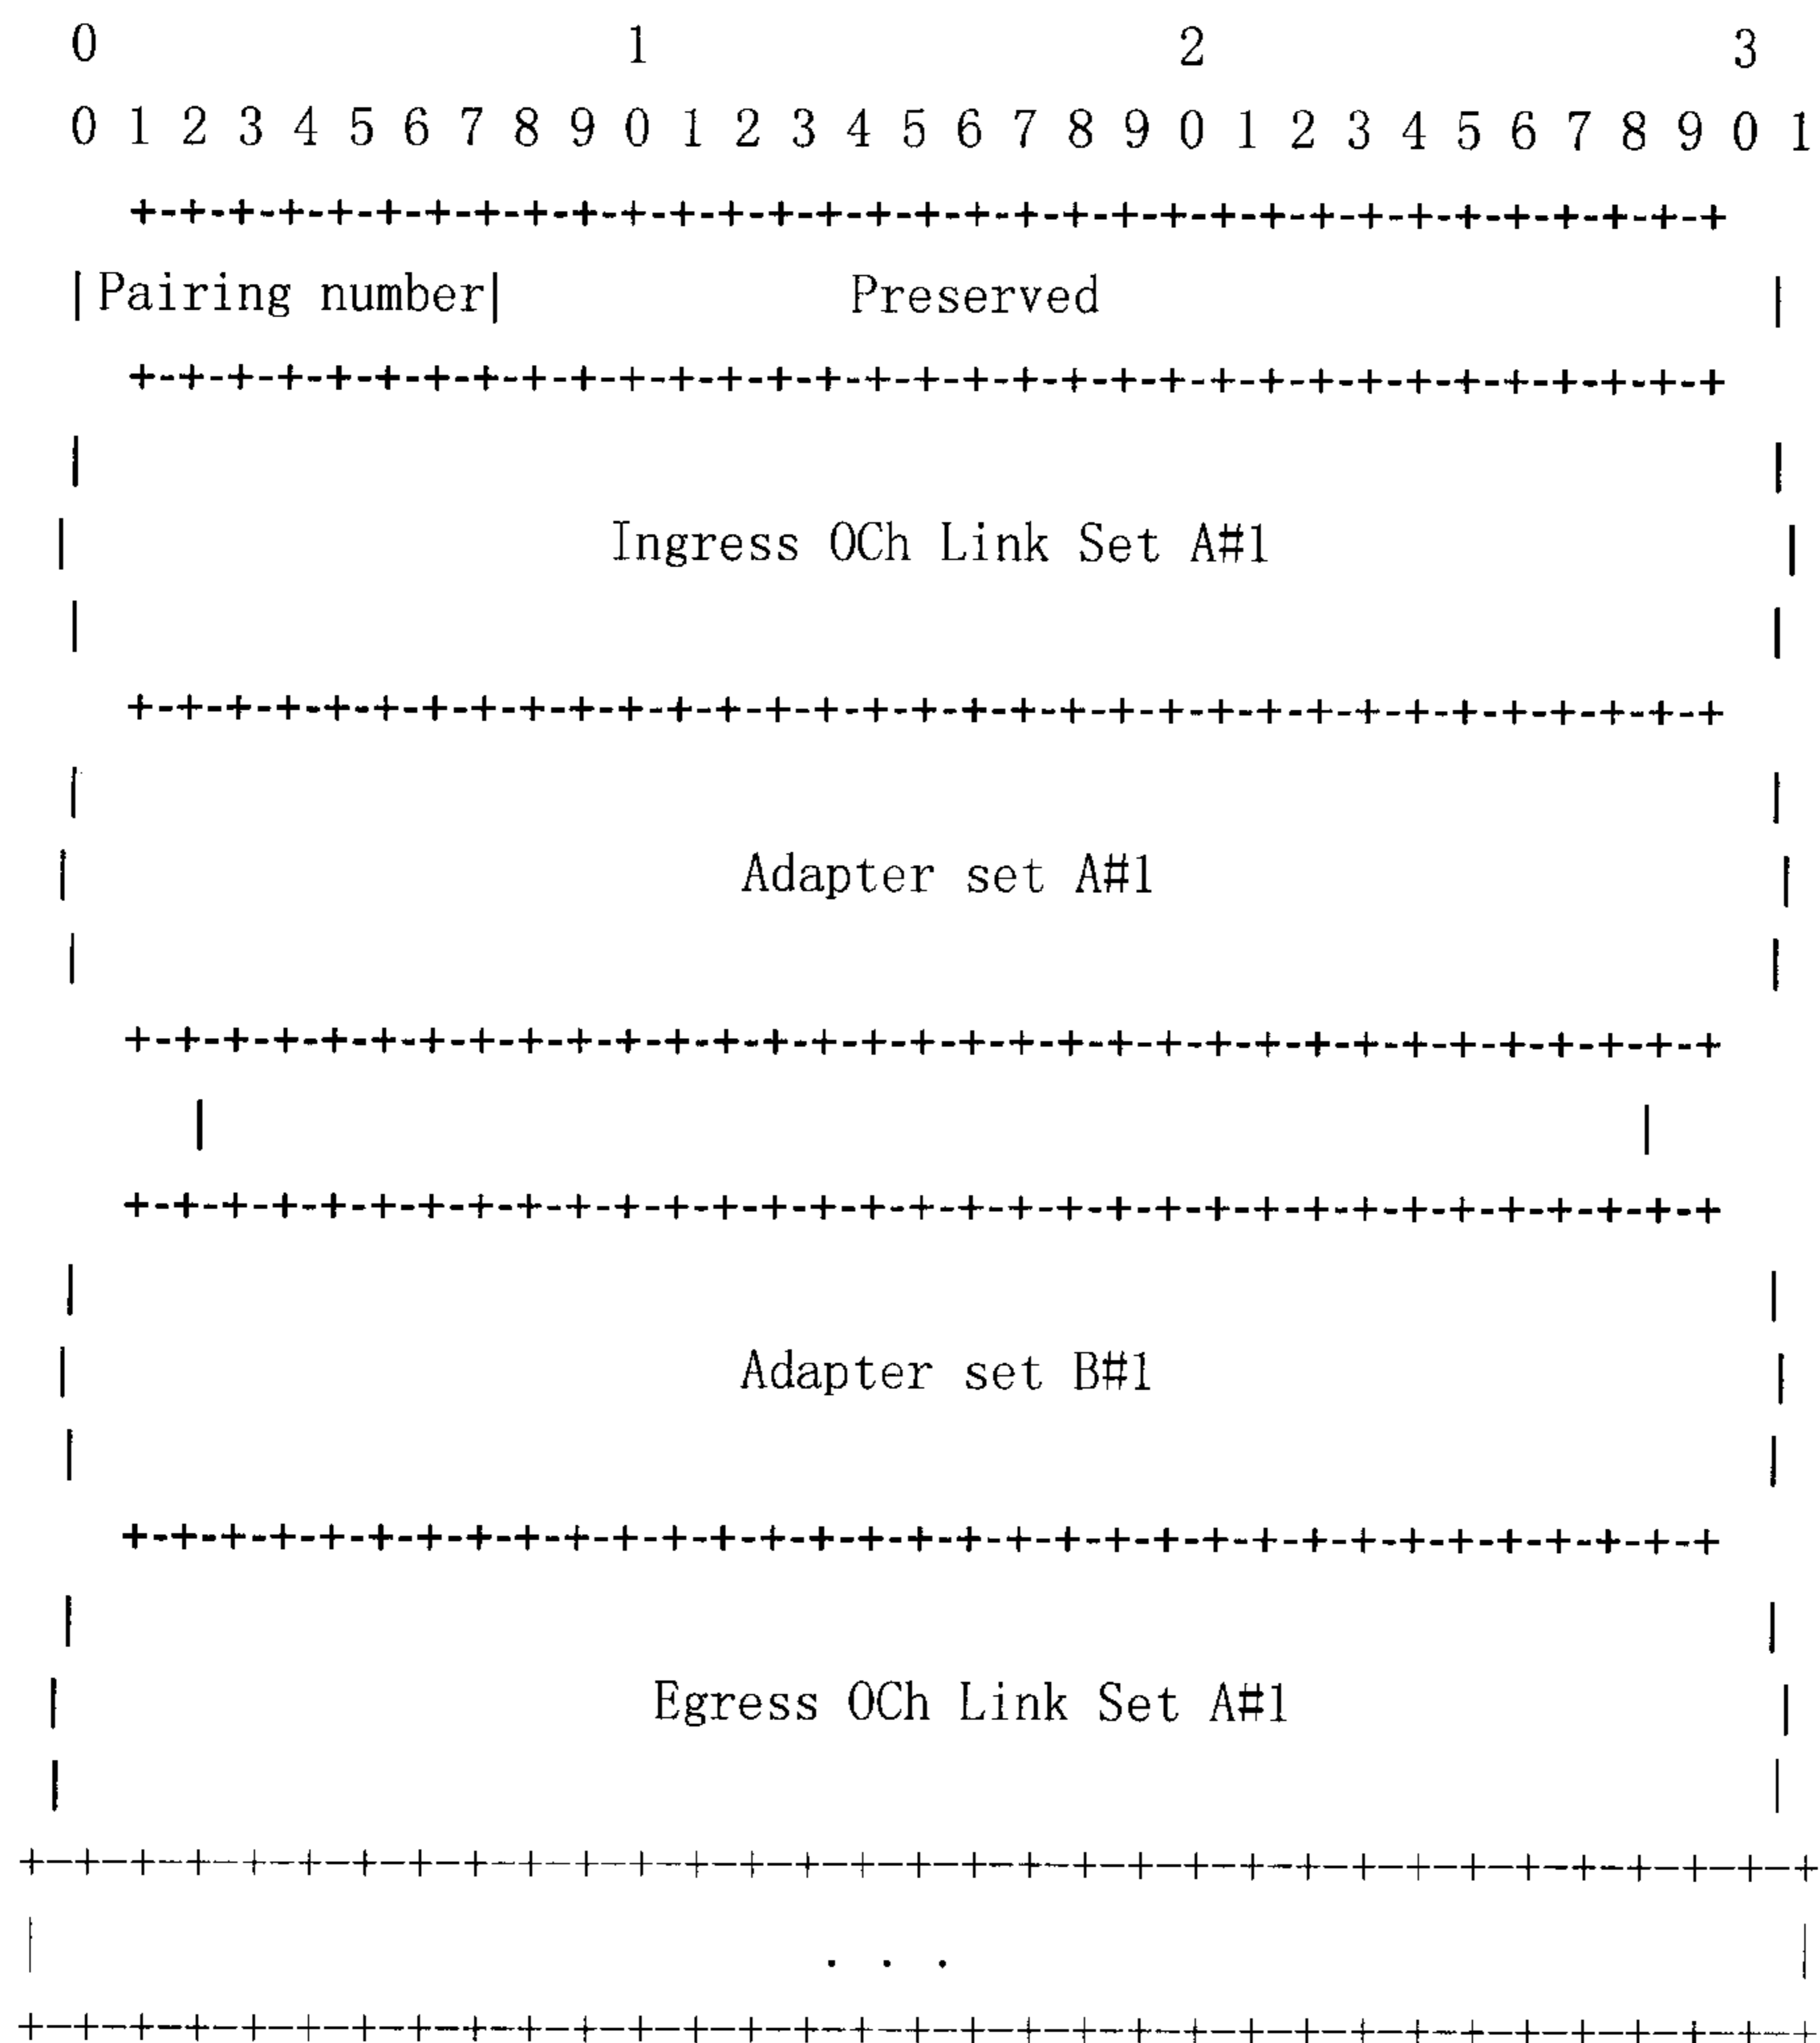 0 1 2 3
0 1 2 3 4 5 6 7 8 9 0 1 2 3 4 5 6 7 8 9 0 1 2 3 4 5 6 7 8 9 0 1
+-+-+-+-+-+-+-+-+-+-+-+-+-+-+-+-+-+-+-+-+-+-+-+-+-+-+-+-+-+-+-+-+
|Pairing number| Preserved |
+-+-+-+-+-+-+-+-+-+-+-+-+-+-+-+-+-+-+-+-+-+-+-+-+-+-+-+-+-+-+-+-+
| |
| Ingress OCh Link Set A#1 |
| |
+-+-+-+-+-+-+-+-+-+-+-+-+-+-+-+-+-+-+-+-+-+-+-+-+-+-+-+-+-+-+-+-+
| |
| Adapter set A#1 |
| |
+-+-+-+-+-+-+-+-+-+-+-+-+-+-+-+-+-+-+-+-+-+-+-+-+-+-+-+-+-+-+-+-+
| |
+-+-+-+-+-+-+-+-+-+-+-+-+-+-+-+-+-+-+-+-+-+-+-+-+-+-+-+-+-+-+-+-+
| |
| Adapter set B#1 |
| |
+-+-+-+-+-+-+-+-+-+-+-+-+-+-+-+-+-+-+-+-+-+-+-+-+-+-+-+-+-+-+-+-+
| |
| Egress OCh Link Set A#1 |
| |
+-+-+-+-+-+-+-+-+-+-+-+-+-+-+-+-+-+-+-+-+-+-+-+-+-+-+-+-+-+-+-+-+
| . . . |
+-+-+-+-+-+-+-+-+-+-+-+-+-+-+-+-+-+-+-+-+-+-+-+-+-+-+-+-+-+-+-+-+